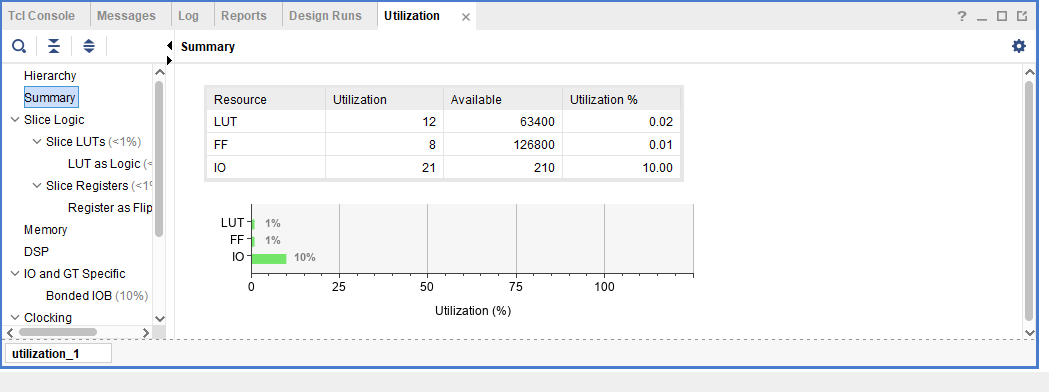 Tcl Console Messages Log Reports Design Runs Utilization × ?
Summary
Hierarchy
Summary
Slice Logic
Slice LUTs (<1%)
LUT as Logic (<
Slice Registers (<1%
Register as Flip
Memory
DSP
IO and GT Specific
Bonded IOB (10%)
Clocking
Resource Utilization Available Utilization %
LUT 12 63400 0.02
FF 8 126800 0.01
IO 21 210 10.00
LUT 1%
FF 1%
IO 10%
0 25 50 75 100
Utilization (%)
utilization_1